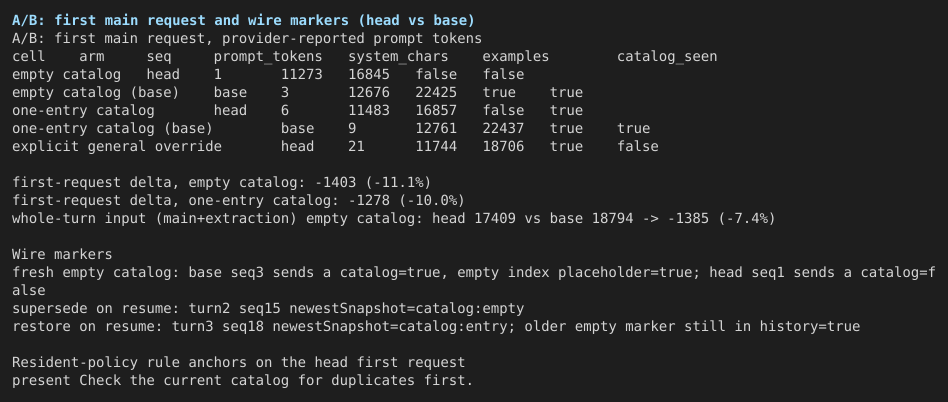 A/B: first main request and wire markers (head vs base)
A/B: first main request, provider-reported prompt tokens
cell arm seq prompt_tokens system_chars examples catalog_seen
empty catalog head 1 11273 16845 false false
empty catalog (base) base 3 12676 22425 true true
one-entry catalog head 6 11483 16857 false true
one-entry catalog (base) base 9 12761 22437 true true
explicit general override head 21 11744 18706 true false
first-request delta, empty catalog: -1403 (-11.1%)
first-request delta, one-entry catalog: -1278 (-10.0%)
whole-turn input (main+extraction) empty catalog: head 17409 vs base 18794 -> -1385 (-7.4%)
Wire markers
fresh empty catalog: base seq3 sends a catalog=true, empty index placeholder=true; head seq1 sends a catalog=f
alse
supersede on resume: turn2 seq15 newestSnapshot=catalog:empty
restore on resume: turn3 seq18 newestSnapshot=catalog:entry; older empty marker still in history=true
Resident-policy rule anchors on the head first request
present Check the current catalog for duplicates first.